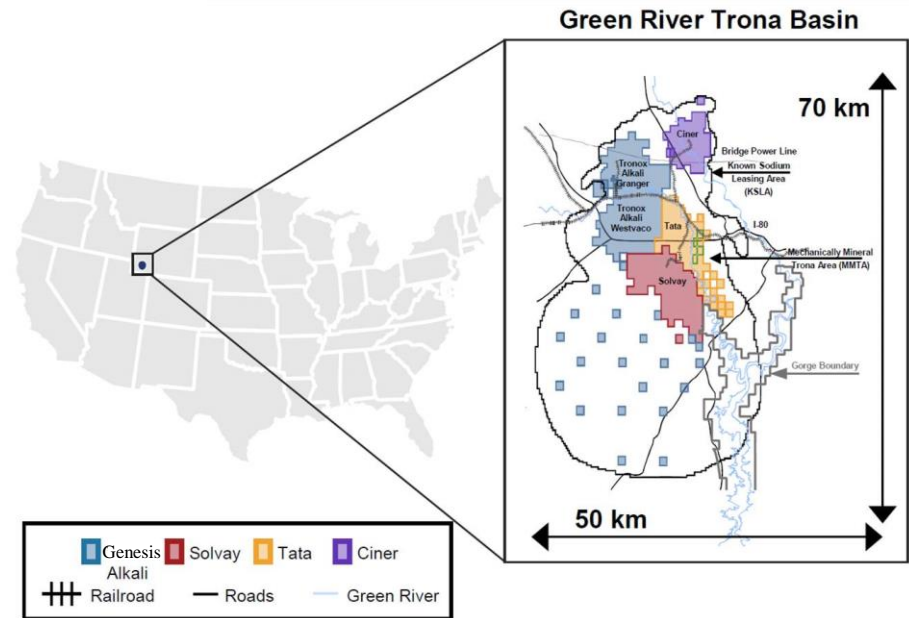 Green River Trona Basin
70 km
Ciner
Bridge Power Line
Known Sodium
Leasing Area
(KSLA)
Tronox
Alkali
Granger
Tronox
Alkali
Westvaco
Tata
I-80
Mechanically Mineral
Trona Area (MMTA)
Solvay
Gorge Boundary
50 km
Genesis
Alkali
Solvay
Tata
Ciner
Railroad
Roads
Green River